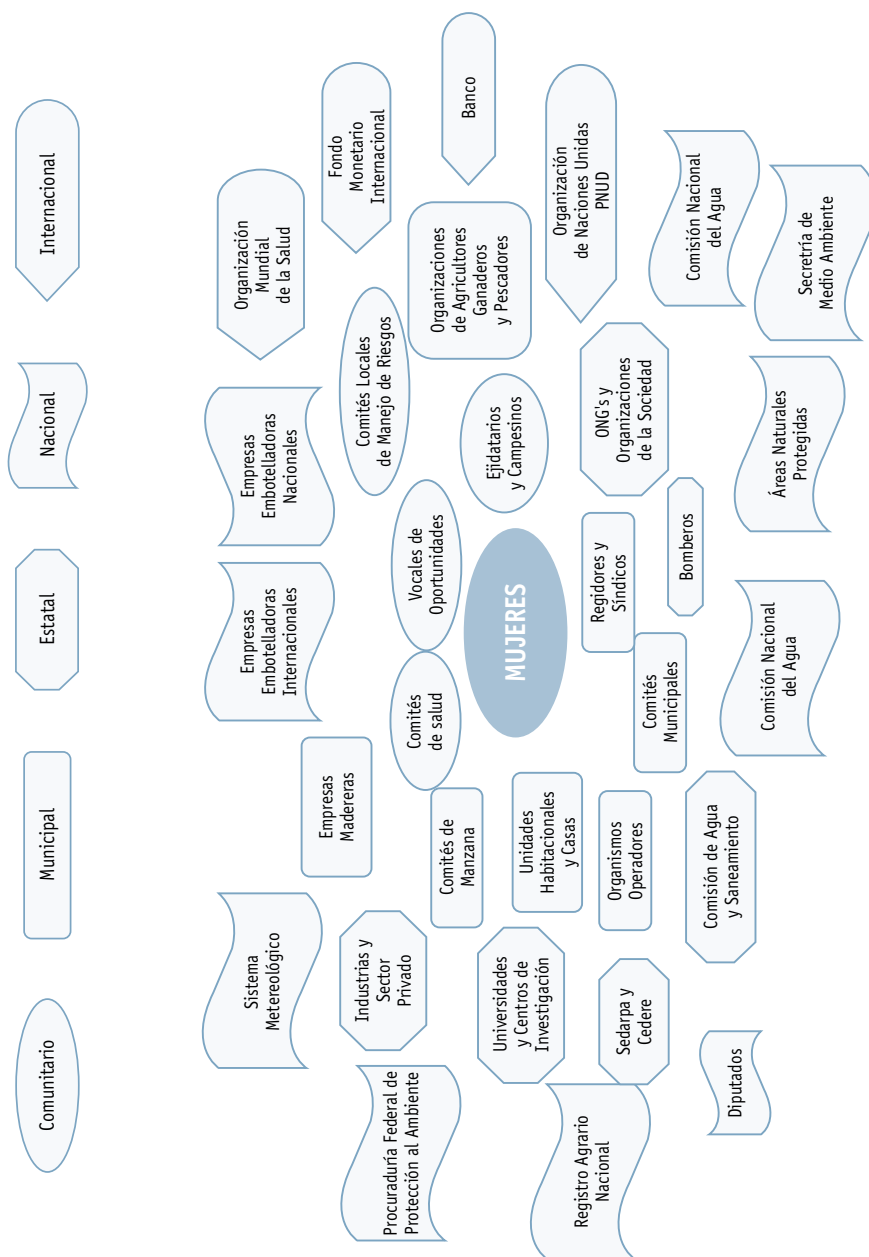 Comunitario
Municipal
Estatal
Nacional
Internacional
Sistema
Metereológico
Empresas
Embotelladoras
Internacionales
Empresas
Embotelladoras
Nacionales
Organización
Mundial
de la Salud
Empresas
Madereras
Fondo
Monetario
Internacional
Procuraduría Federal de
Protección al Ambiente
Industrias y
Sector
Privado
Comités Locales
de Manejo de Riesgos
Comités
de salud
Vocales de
Oportunidades
Organizaciones
de Agricultores
Ganaderos
y Pescadores
Banco
Comités de
Manzana
Ejidatarios
y Campesinos
Universidades
y Centros de
Investigación
Unidades
Habitacionales
y Casas
MUJERES
Organización
de Naciones Unidas
PNUD
Registro Agrario
Nacional
Sedarpa y
Cedere
Organismos
Operadores
Regidores y
Síndicos
ONG's y
Organizaciones
de la Sociedad
Comités
Municipales
Bomberos
Comisión Nacional
del Agua
Diputados
Comisión de Agua
y Saneamiento
Comisión Nacional
del Agua
Áreas Naturales
Protegidas
Secretría de
Medio Ambiente